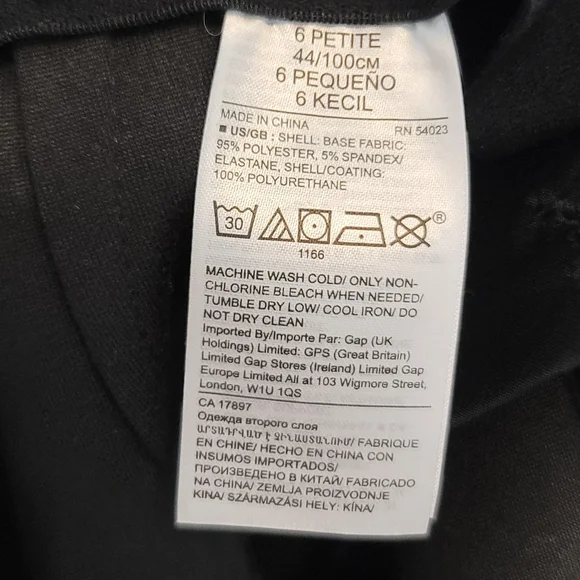 6 PETITE
44/100CM
6 PEQUEÑO
6 KECIL
MADE IN CHINA RN 54023
■ US/GB : SHELL: BASE FABRIC:
95% POLYESTER, 5% SPANDEX/
ELASTANE, SHELL/COATING:
100% POLYURETHANE
30 ®
1166
MACHINE WASH COLD/ ONLY NON-
CHLORINE BLEACH WHEN NEEDED/
TUMBLE DRY LOW/ COOL IRON/ DO
NOT DRY CLEAN
Imported By/Importe Par: Gap (UK
Holdings) Limited: GPS (Great Britain)
Limited Gap Stores (Ireland) Limited Gap
Europe Limited All at 103 Wigmore Street,
London, W1U 1QS
CA 17897
Одежда второго слоя
ԱՐՏԱԴՐՎԱԾ Է ՉԻՆԱՍՏԱՆՈՒՄ/ FABRIQUE
EN CHINE/ HECHO EN CHINA CON
INSUMOS IMPORTADOS/
ПРОИЗВЕДЕНО В КИТАЙ/ FABRICADO
NA CHINA/ ZEMLJA PROIZVODNJE
KINA/ SZÁRMAZÁSI HELY: KÍNA/